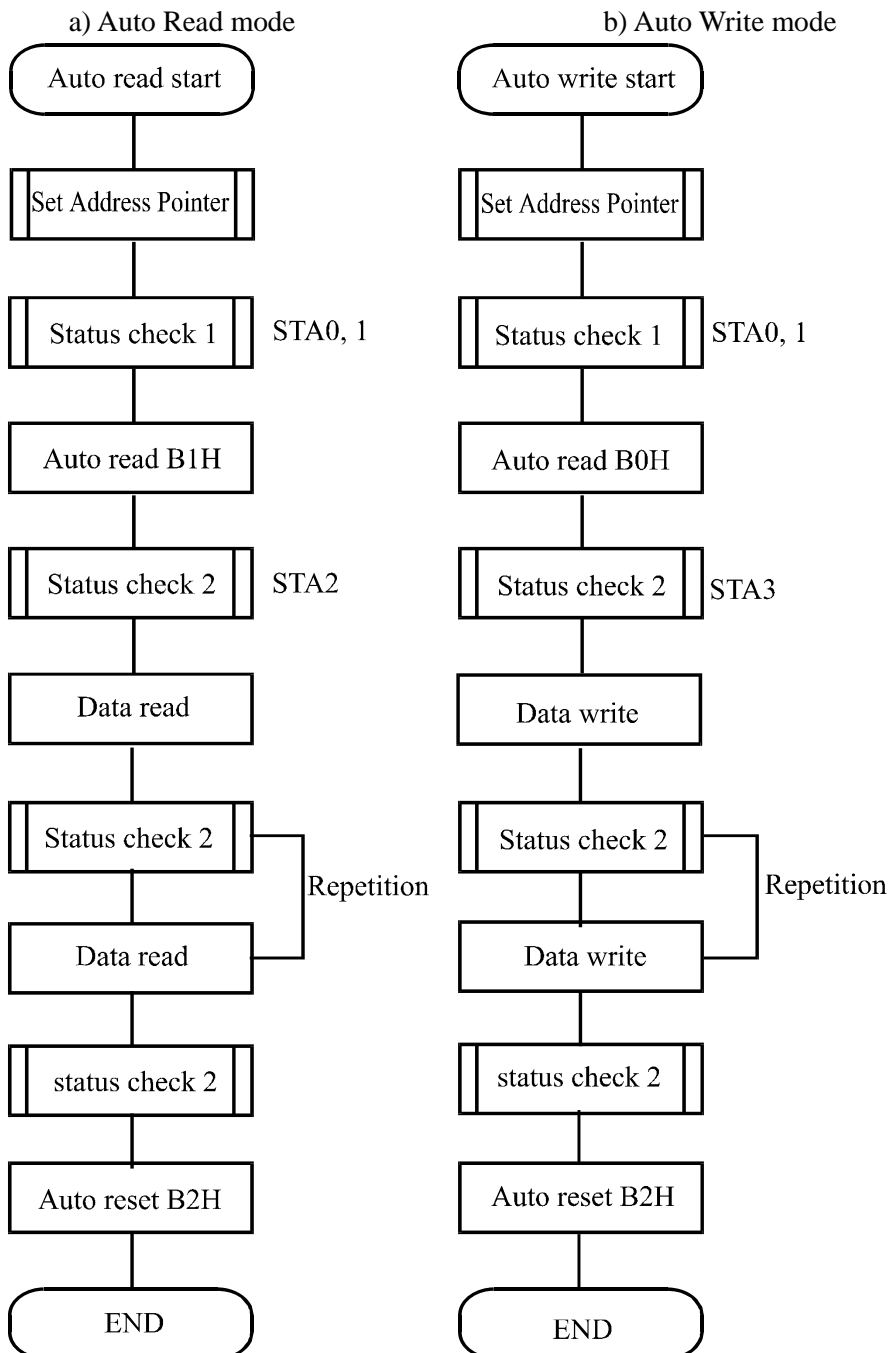 a) Auto Read mode
Auto read start
Set Address Pointer
Status check 1
STA0, 1
Auto read B1H
Status check 2
STA2
Data read
Status check 2
Repetition
Data read
status check 2
Auto reset B2H
END
b) Auto Write mode
Auto write start
Set Address Pointer
Status check 1
STA0, 1
Auto read B0H
Status check 2
STA3
Data write
Status check 2
Repetition
Data write
status check 2
Auto reset B2H
END